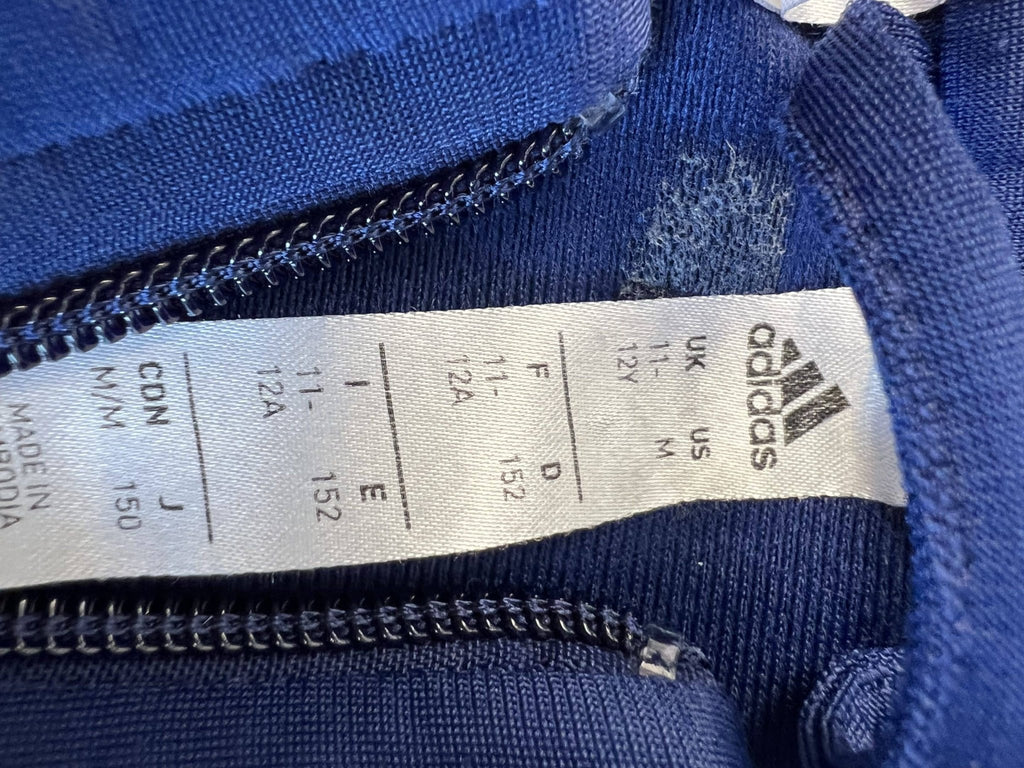 adidas
UK US
11-
12Y M
F D
11-
12A 152
I E
11-
12A 152
CDN J
M/M 150
MADE IN